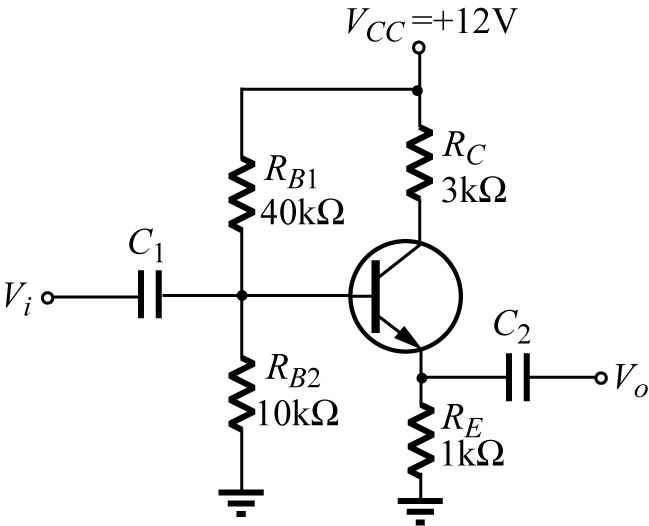 V_CC =+12V
R_C
3kΩ
R_B1
40kΩ
C_1
V_i
C_2
V_o
R_B2
10kΩ
R_E
1kΩ